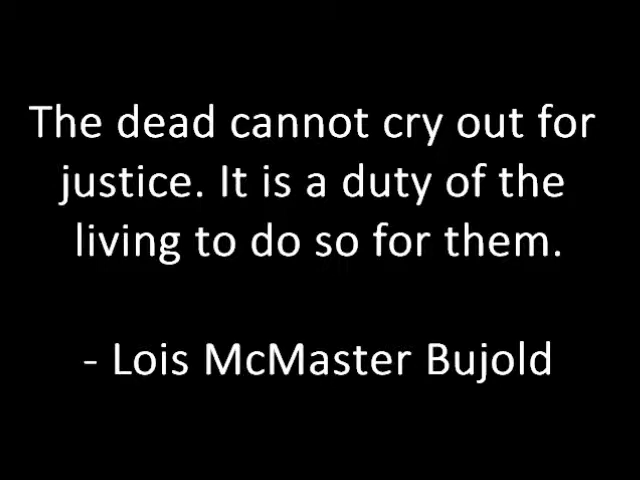 The dead cannot cry out for
justice. It is a duty of the
living to do so for them.
- Lois McMaster Bujold